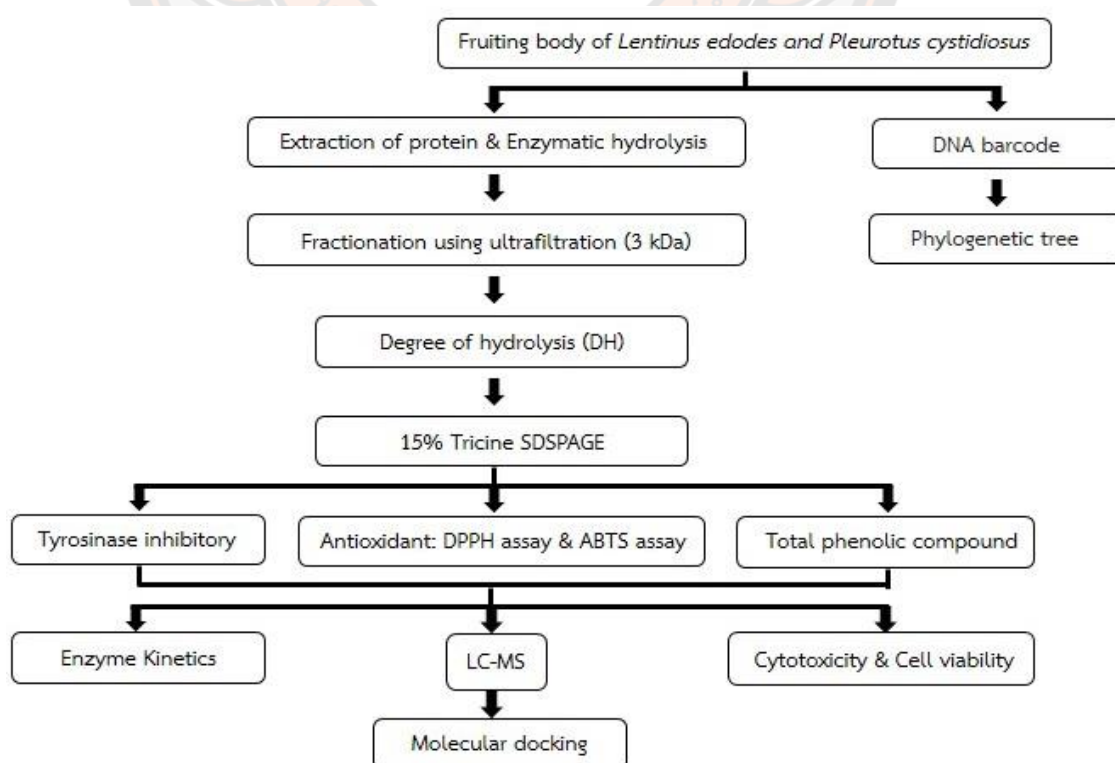 Fruiting body of Lentinus edodes and Pleurotus cystidiosus
Extraction of protein & Enzymatic hydrolysis
DNA barcode
Fractionation using ultrafiltration (3 kDa)
Phylogenetic tree
Degree of hydrolysis (DH)
15% Tricine SDSPAGE
Tyrosinase inhibitory
Antioxidant: DPPH assay & ABTS assay
Total phenolic compound
Enzyme Kinetics
LC-MS
Cytotoxicity & Cell viability
Molecular docking